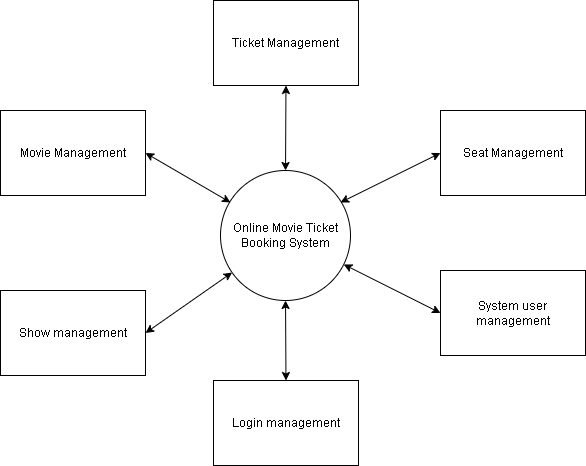 Ticket Management
Movie Management
Seat Management
Online Movie Ticket
Booking System
System user
management
Show management
Login management